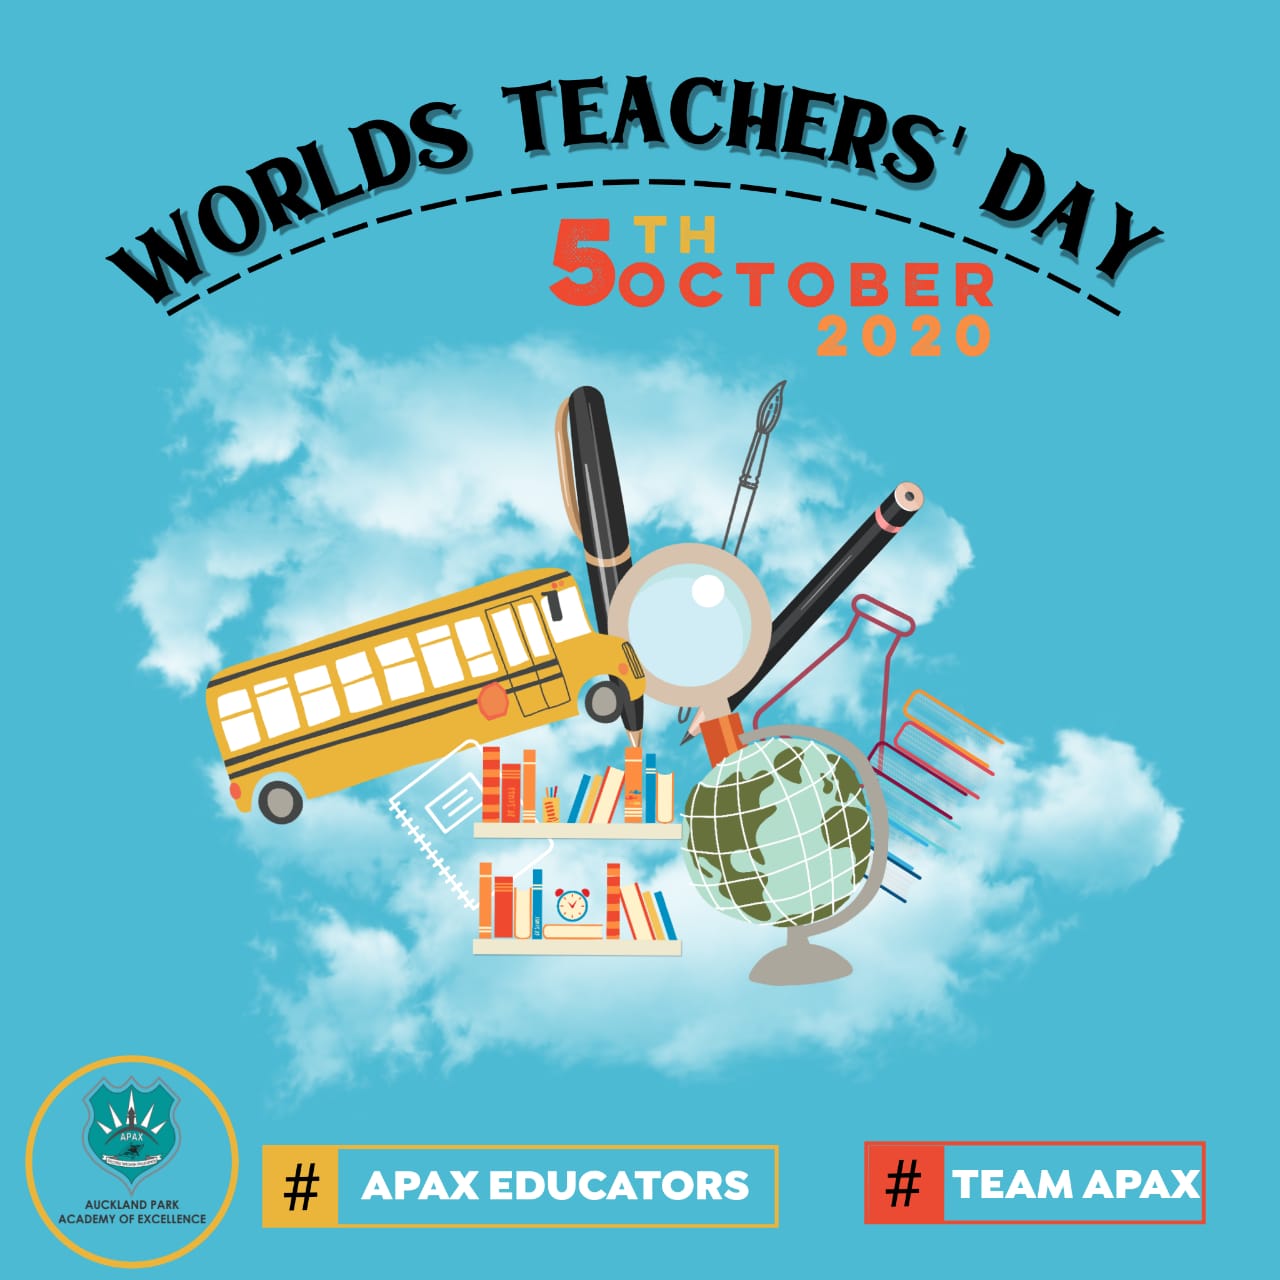 WORLDS TEACHERS' DAY
5TH
OCTOBER
2020
APAX
AUCKLAND PARK
ACADEMY OF EXCELLENCE
# APAX EDUCATORS
# TEAM APAX